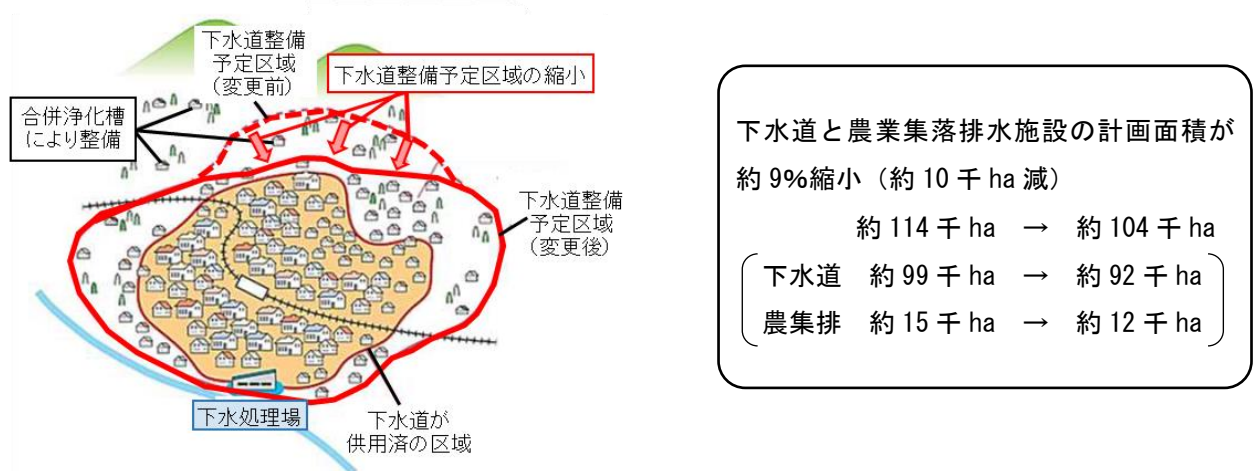 下水道整備
予定区域
(変更前)
下水道整備予定区域の縮小
合併浄化槽
により整備
下水道整備
予定区域
(変更後)
下水処理場
下水道が
供用済の区域
下水道と農業集落排水施設の計画面積が
約9%縮小（約10千ha減）
約114千ha → 約104千ha
下水道 約99千ha → 約92千ha
農集排 約15千ha → 約12千ha